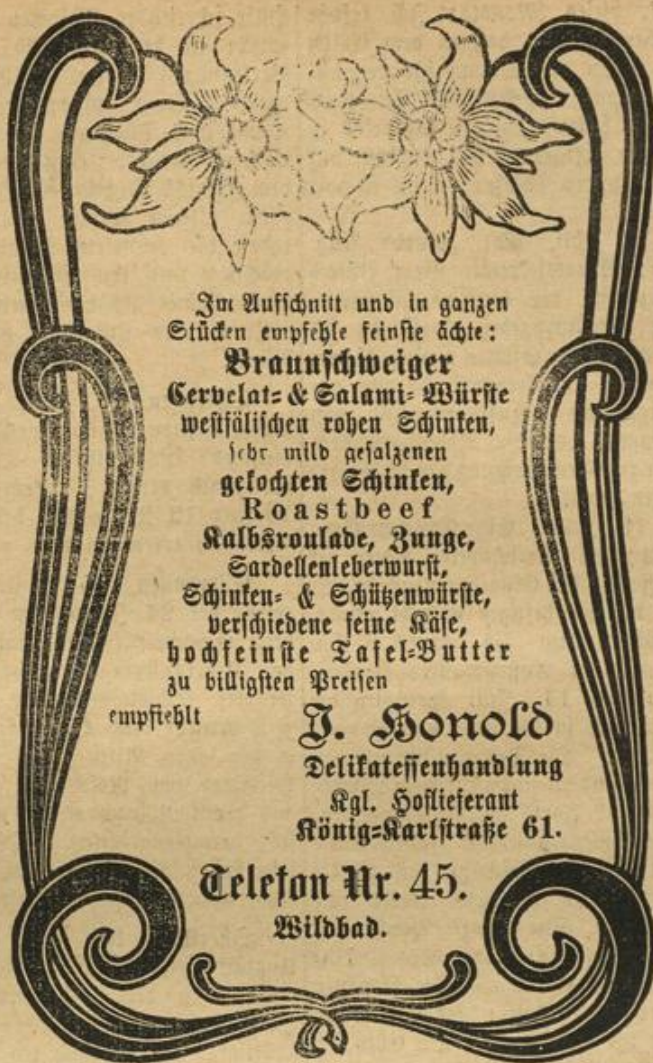 Im Aufschnitt und in ganzen
Stücken empfehle feinste ächte:
Braunschweiger
Cervelat- & Salami- Würste
westfälischen rohen Schinken,
sehr mild gesalzenen
gekochten Schinken,
Roastbeef
Kalbsroulade, Zunge,
Sardellenleberwurst,
Schinken- & Schützenwürste,
verschiedene feine Käse,
hochfeinste Tafel-Butter
zu billigsten Preisen
empfiehlt
J. Honold
Delikatessenhandlung
Kgl. Hoflieferant
König-Karlstraße 61.
Telefon Nr. 45.
Wildbad.